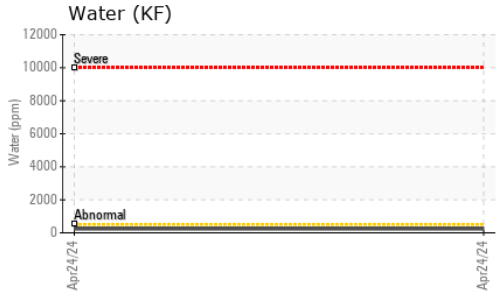 Water (KF)
12000
Severe
10000
8000
Water (ppm)
6000
4000
2000
Abnormal
0
Apr24/24
Apr24/24